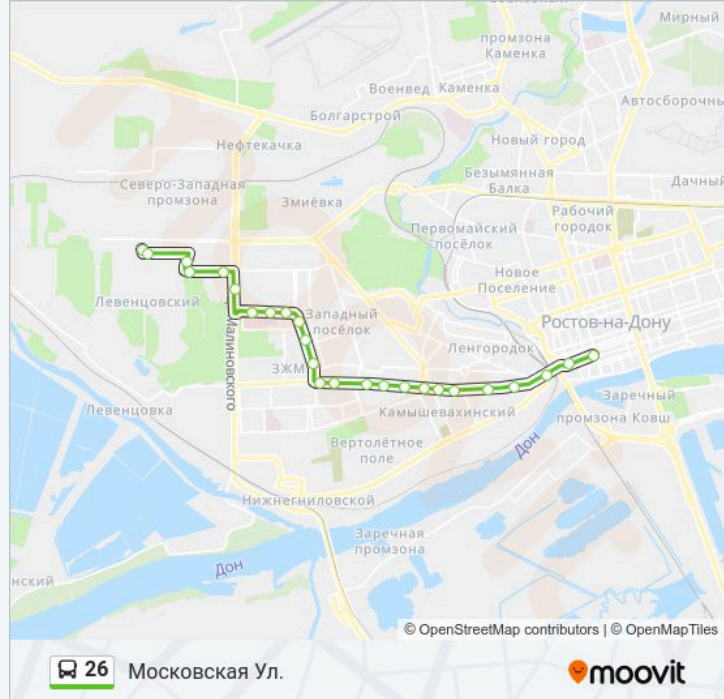 Мирный
промзона
Каменка
Военвед
Каменка
Автосборочны
Болгарстрой
Новый город
Нефтекачка
Безымянная
Балка
Дачный
Северо-Западная
промзона
Змиёвка
Рабочий
городок
Первомайский
посёлок
Новое
Поселение
Левенцовский
Западный
посёлок
Ростов-на-Дону
Малиновского
Ленгородок
ЗЖМ
Заречный
Левенцовка
Камышевахинский
промзона Ковш
Вертолётное
поле
Дон
Нижнегниловской
Заречная
промзона
Дон
нский
© OpenStreetMap contributors | © OpenMapTiles
26
Московская Ул.
moovit